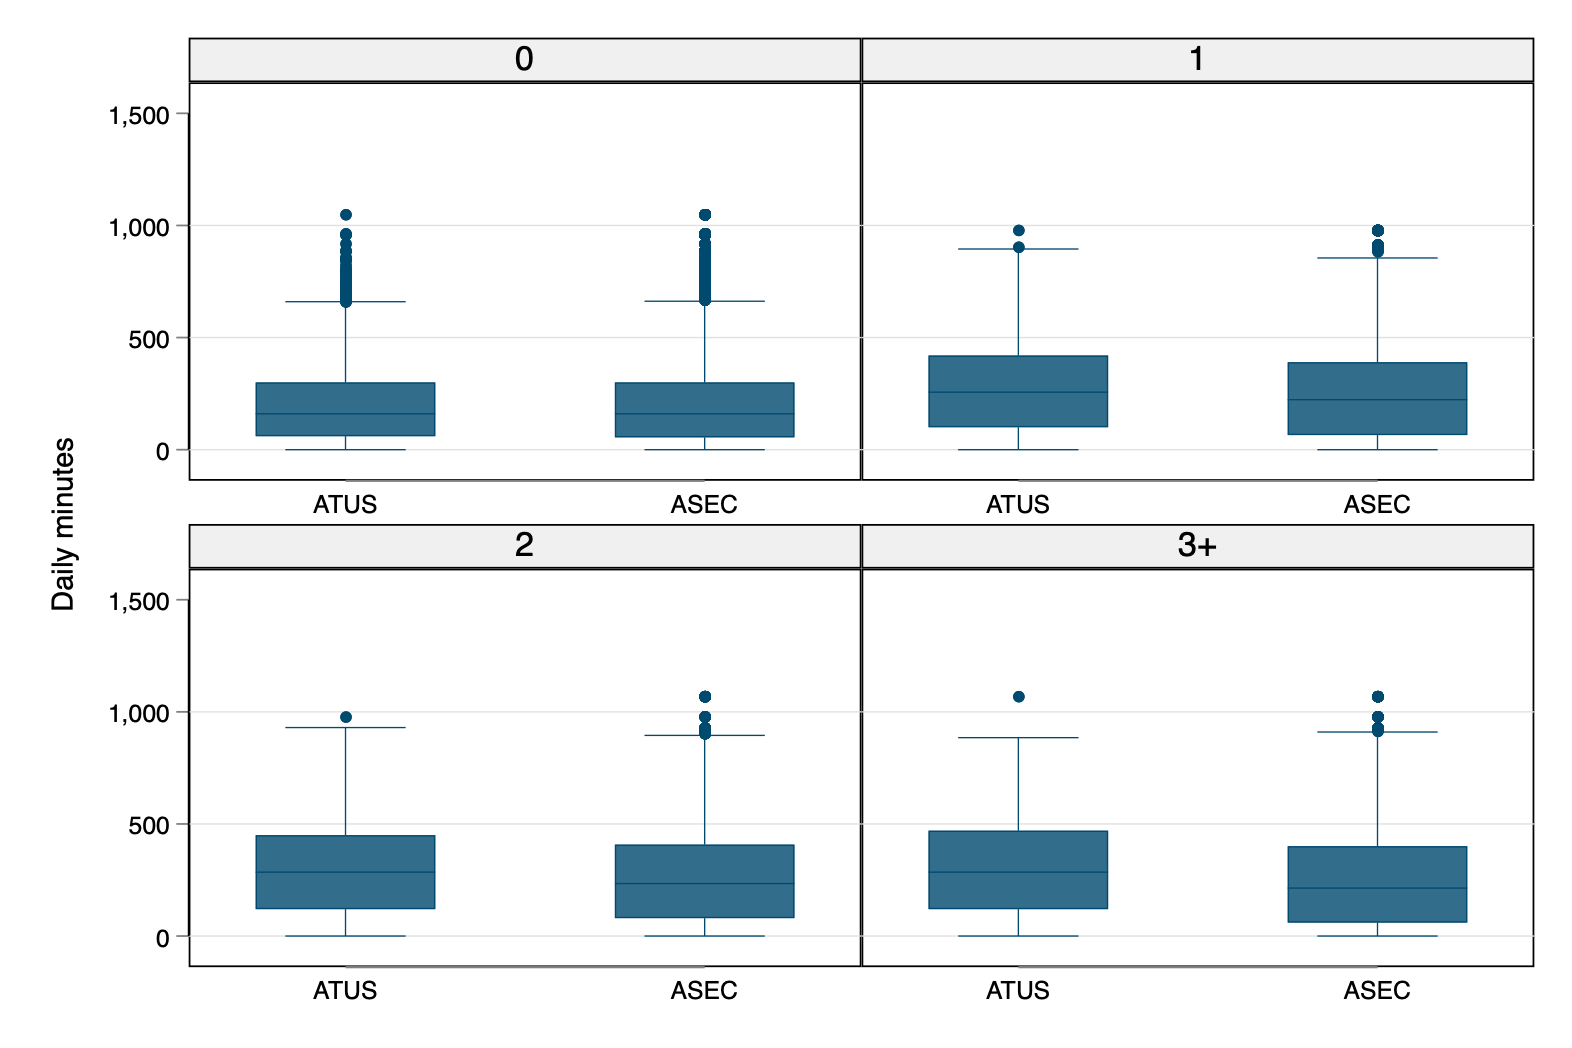 0
1
1,500
1,000
500
0
ATUS
ASEC
ATUS
ASEC
Daily minutes
2
3+
1,500
1,000
500
0
ATUS
ASEC
ATUS
ASEC